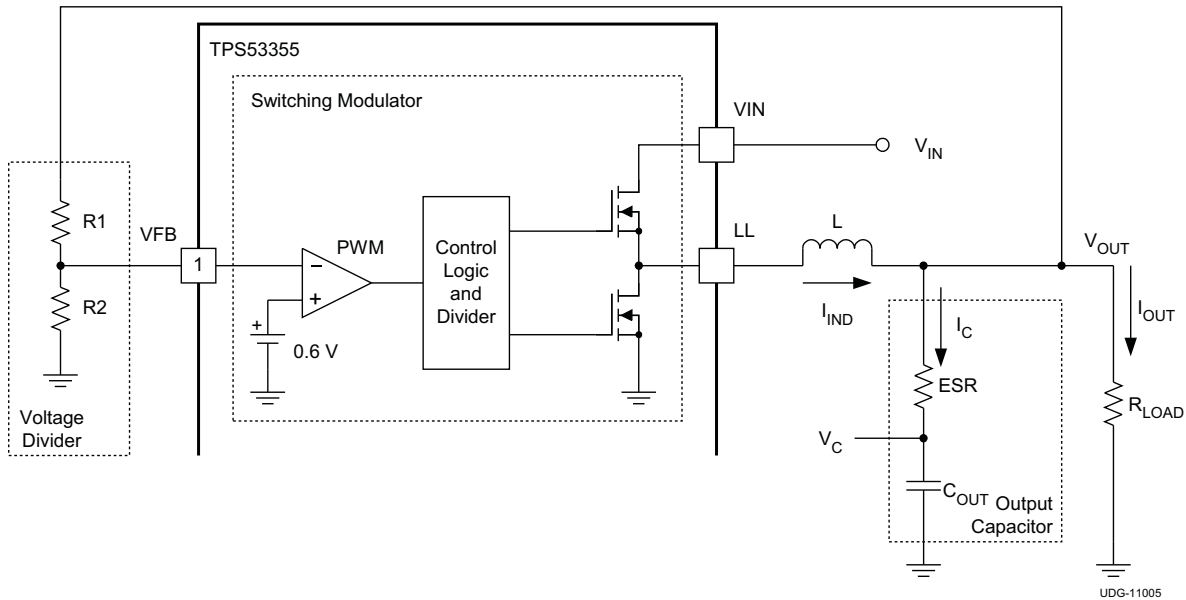 TPS53355
Switching Modulator
VIN
V_IN
R1
VFB
1
PWM
−
+
Control
Logic
and
Divider
LL
L
V_OUT
R2
+
0.6 V
I_IND
I_C
I_OUT
ESR
R_LOAD
Voltage
Divider
V_C
C_OUT
Output
Capacitor
UDG-11005